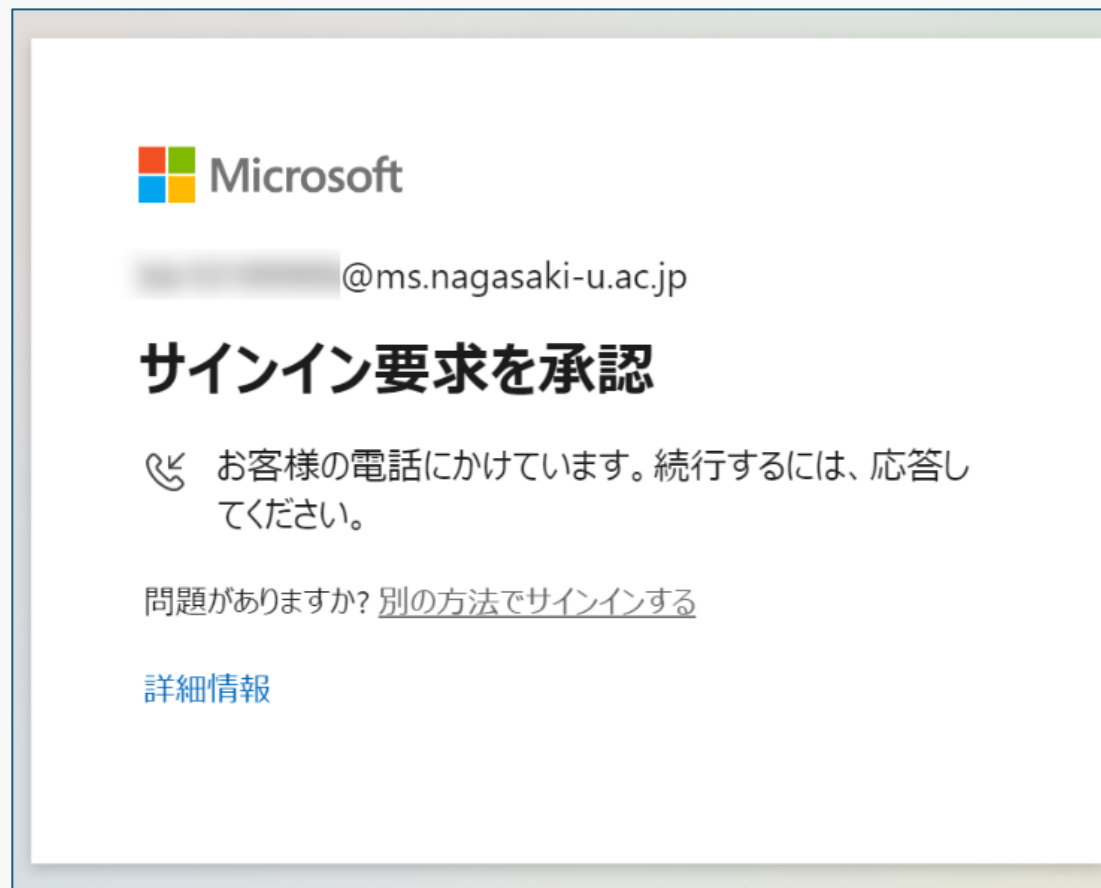 Microsoft
@ms.nagasaki-u.ac.jp
サインイン要求を承認
お客様の電話にかけています。続行するには、応答し
てください。
問題がありますか? 別の方法でサインインする
詳細情報